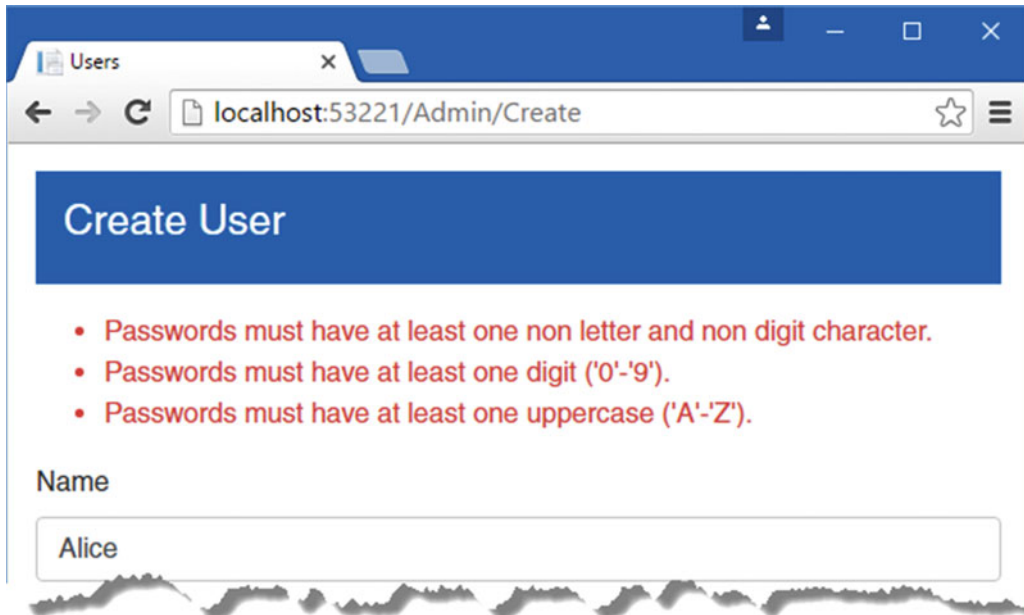 Users
localhost:53221/Admin/Create
Create User
• Passwords must have at least one non letter and non digit character.
• Passwords must have at least one digit ('0'-'9').
• Passwords must have at least one uppercase ('A'-'Z').
Name
Alice